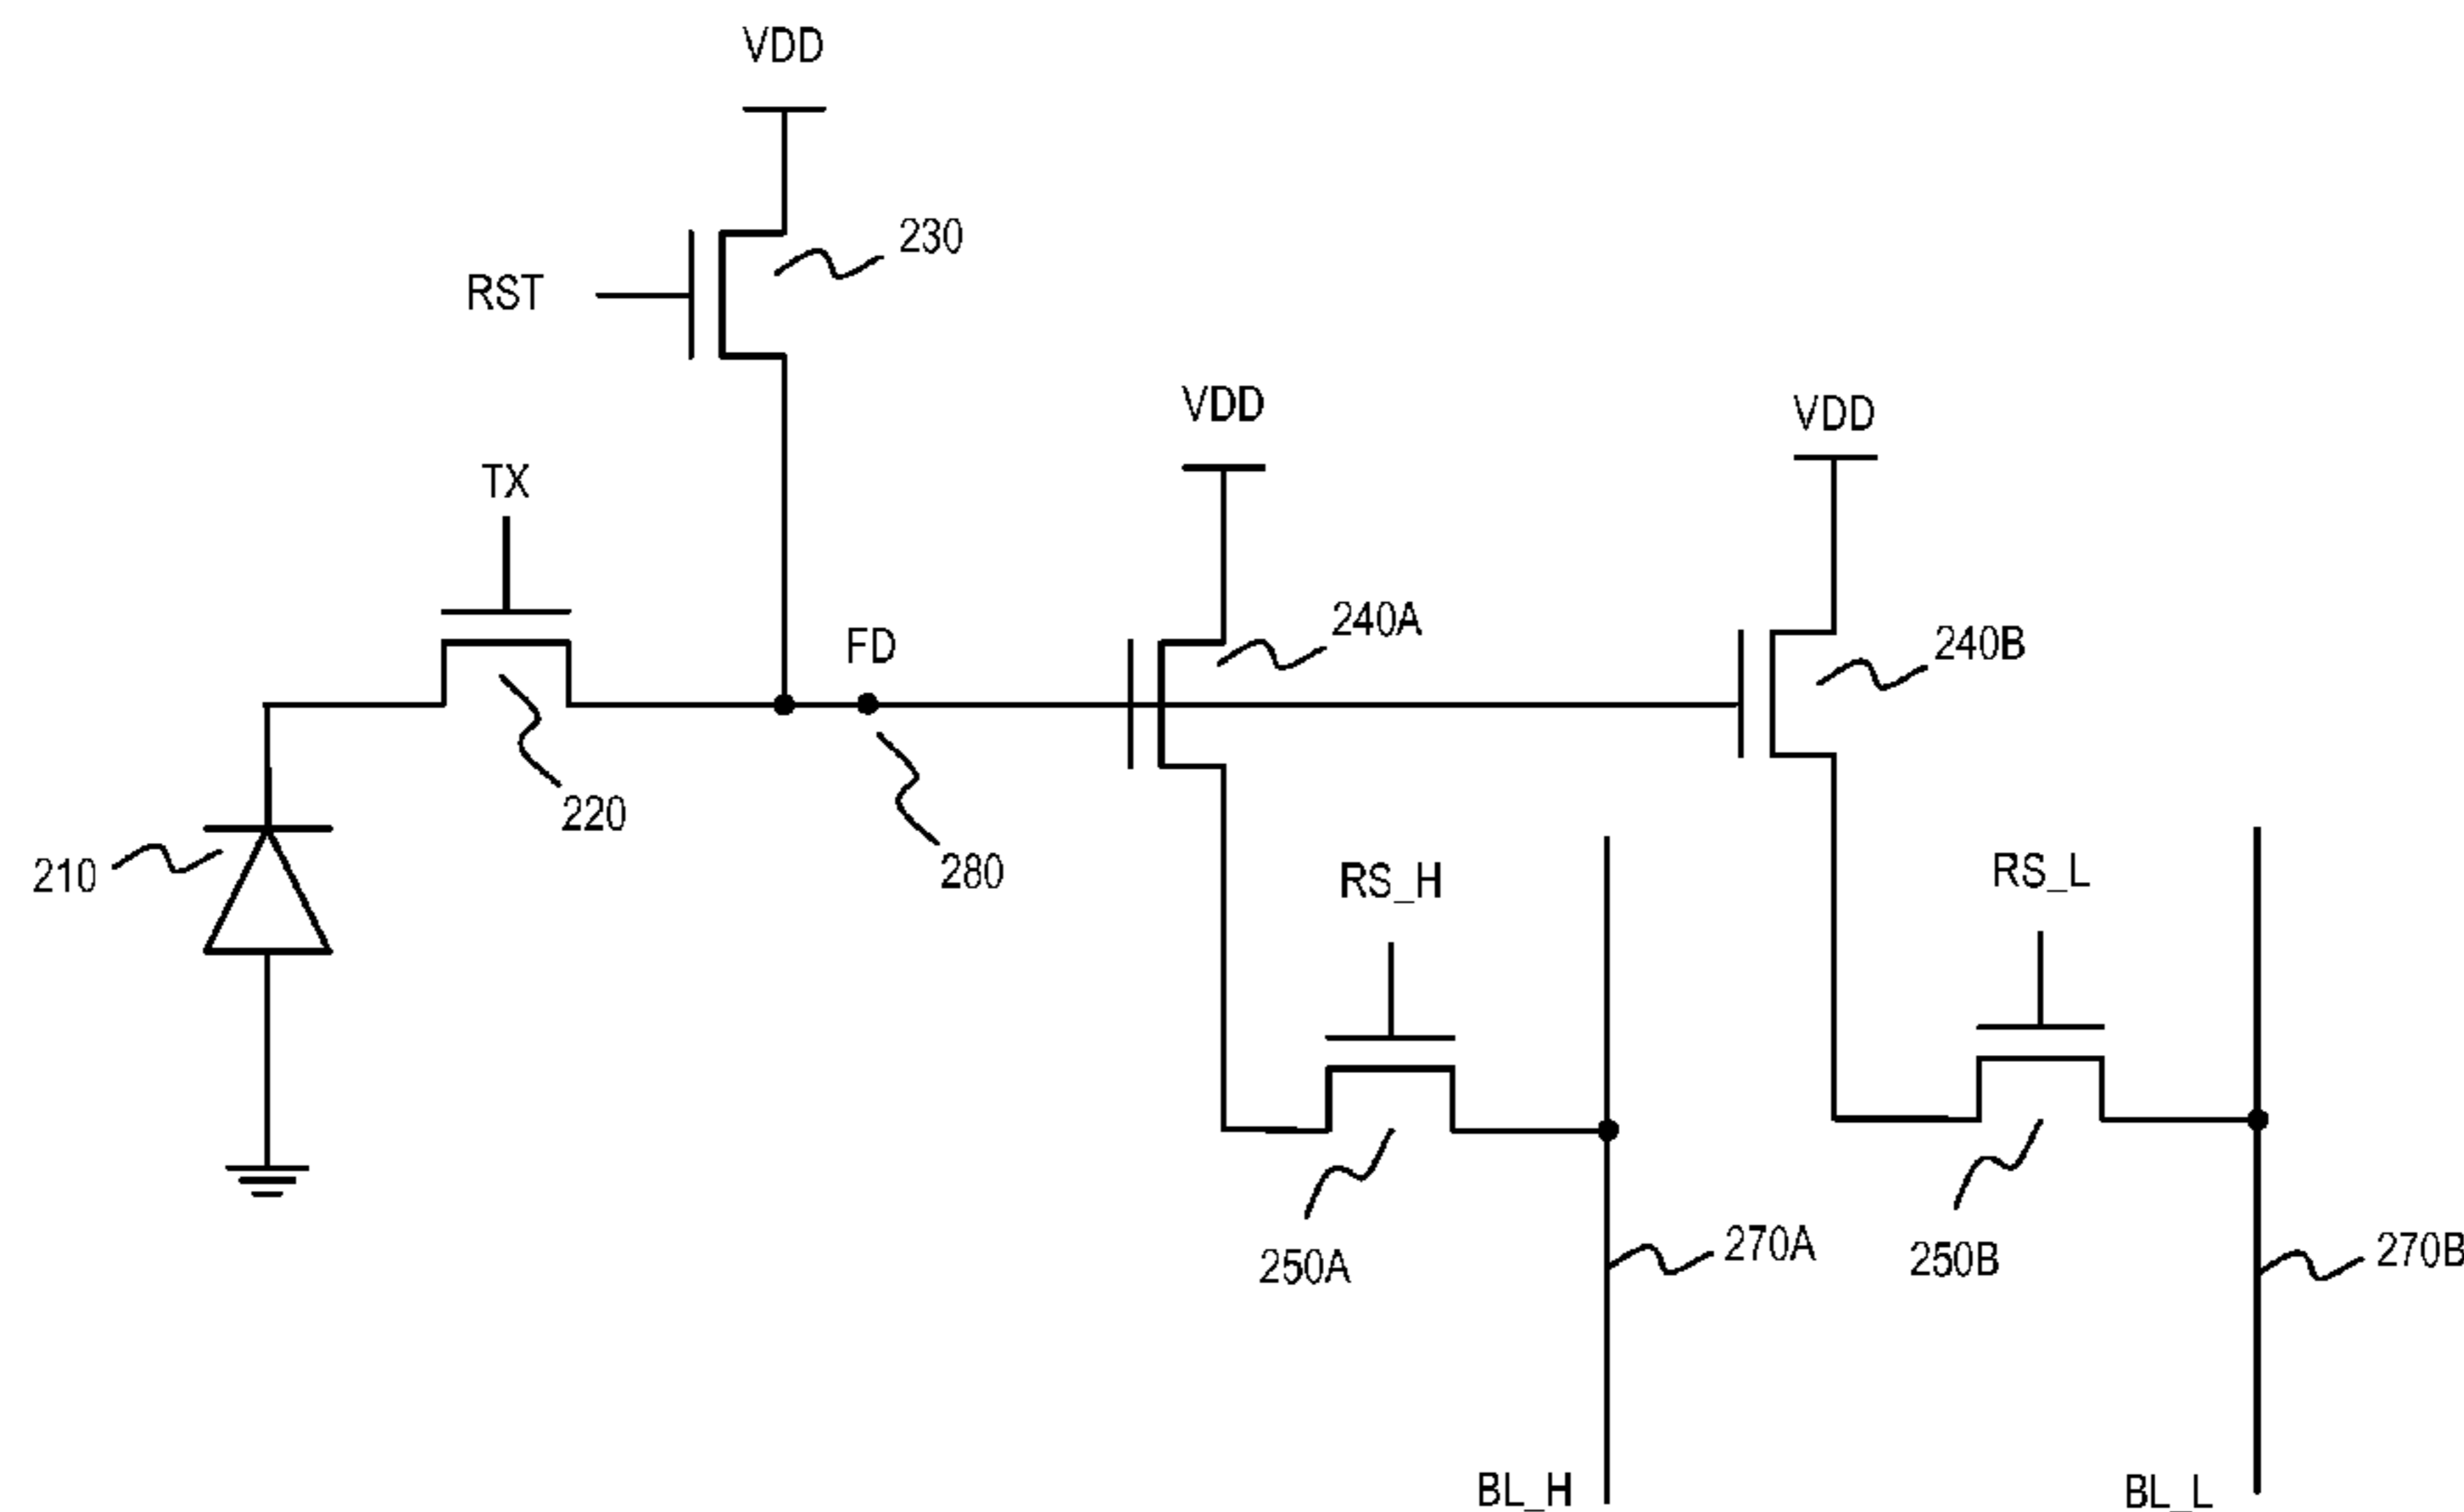 VDD
230
RST
VDD
VDD
TX
240A
FD
240B
220
210
280
RS_H
RS_L
250A
270A
250B
270B
BL_H
BL_L